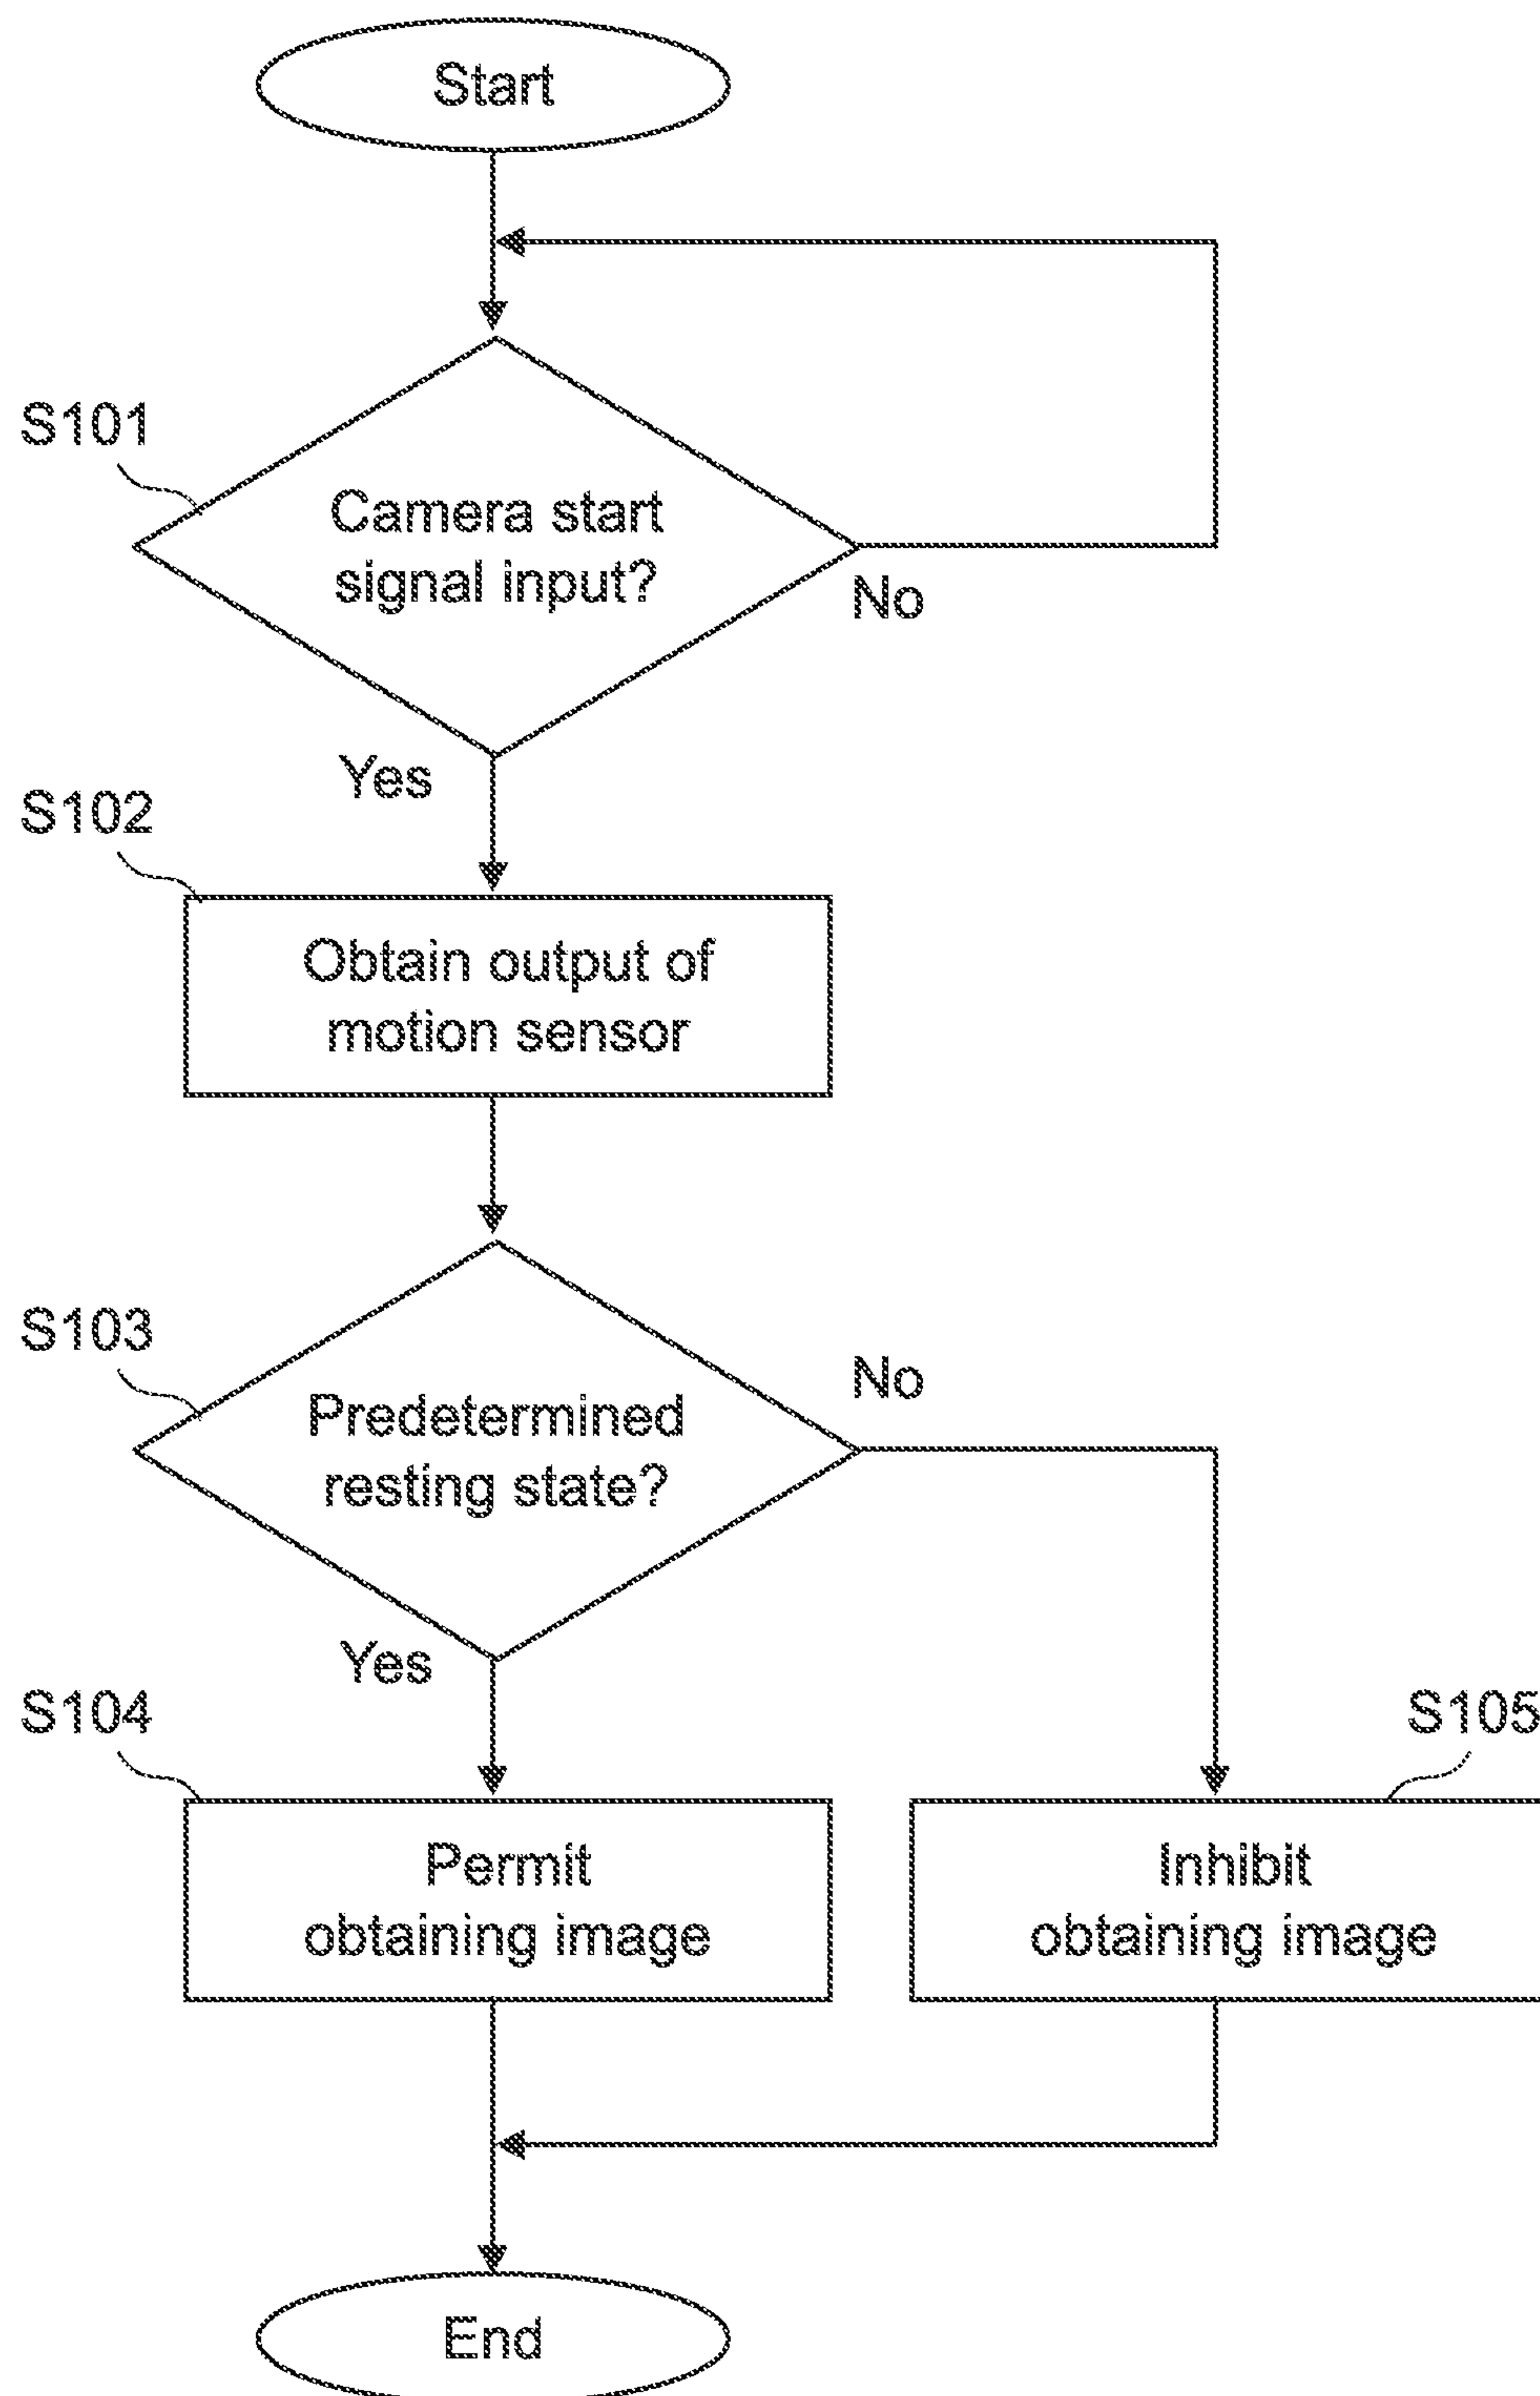 Start
S101
Camera start
signal input?
No
Yes
S102
Obtain output of
motion sensor
S103
Predetermined
resting state?
No
Yes
S104
Permit
obtaining image
S105
Inhibit
obtaining image
End